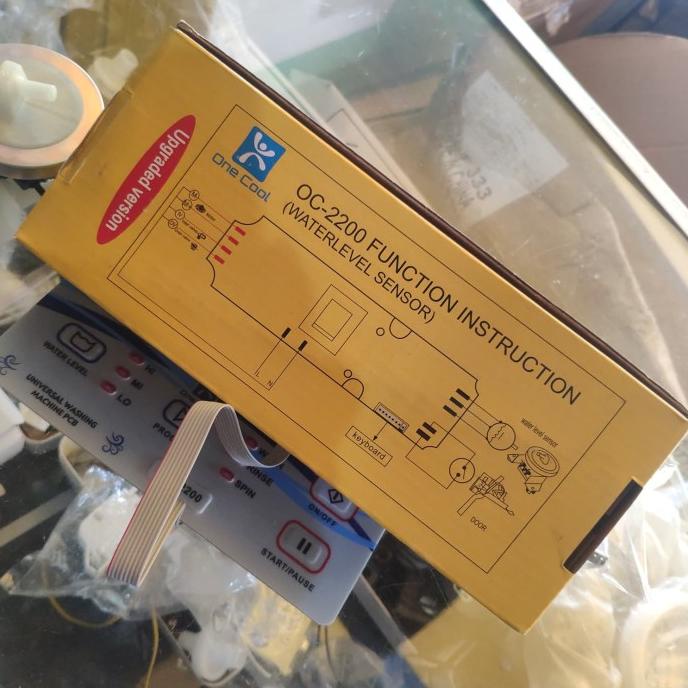 Upgraded version
One Cool
OC-2200 FUNCTION INSTRUCTION
(WATERLEVEL SENSOR)
N
water level sensor
keyboard
DOOR
WATER LEVEL
HI
MI
LO
UNIVERSAL WASHING
MACHINE PCB
RINSE
SPIN
ON/OFF
START/PAUSE
333